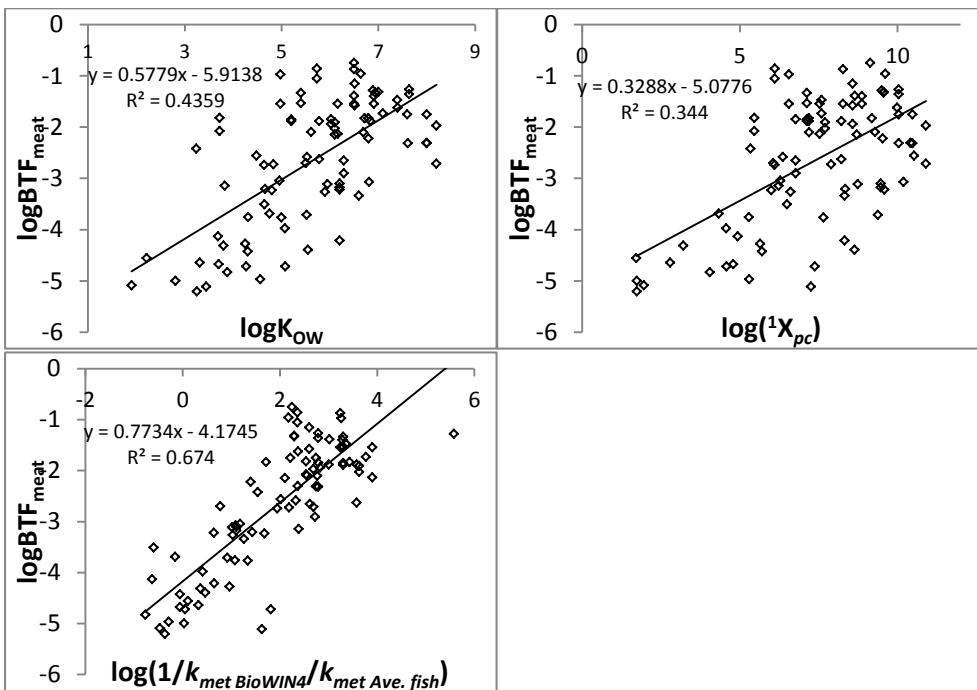 0
1 3 5 7 9
y = 0.5779x - 5.9138
R² = 0.4359
-1
-2
-3
-4
-5
-6
logBTFmeat
logKOW
0
0 5 10
y = 0.3288x - 5.0776
R² = 0.344
-1
-2
-3
-4
-5
-6
logBTFmeat
log(¹Xpc)
0
-2 0 2 4 6
y = 0.7734x - 4.1745
R² = 0.674
-1
-2
-3
-4
-5
-6
logBTFmeat
log(1/kmet BioWIN4/kmet Ave. fish)